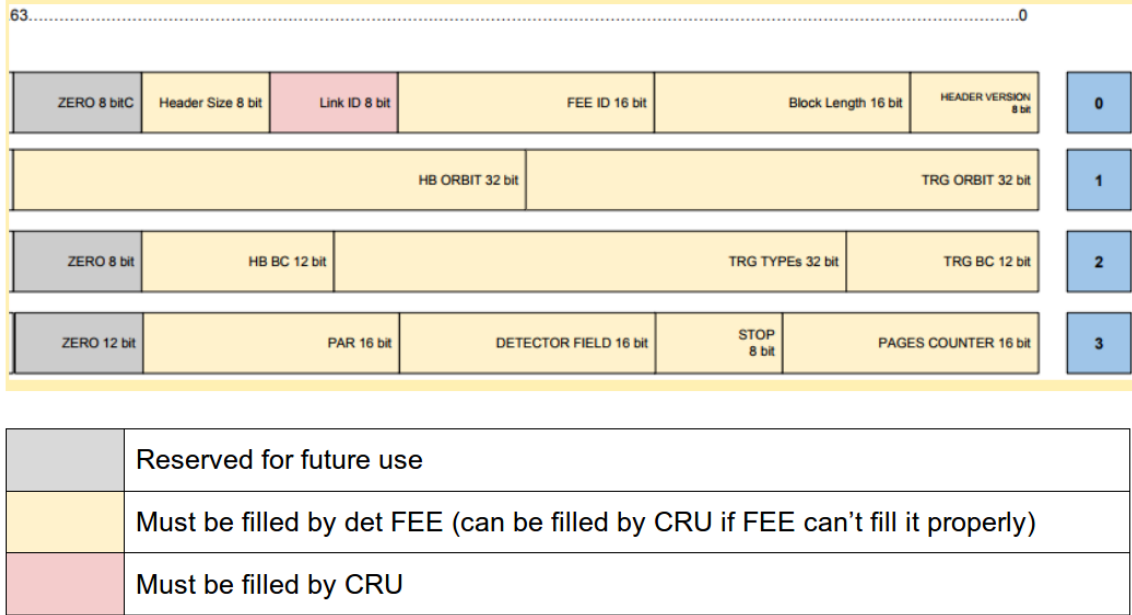 63.......................................................................................................0
ZERO 8 bitC Header Size 8 bit Link ID 8 bit FEE ID 16 bit Block Length 16 bit HEADER VERSION 8 bit 0
HB ORBIT 32 bit TRG ORBIT 32 bit 1
ZERO 8 bit HB BC 12 bit TRG TYPEs 32 bit TRG BC 12 bit 2
ZERO 12 bit PAR 16 bit DETECTOR FIELD 16 bit STOP 8 bit PAGES COUNTER 16 bit 3
Reserved for future use
Must be filled by det FEE (can be filled by CRU if FEE can’t fill it properly)
Must be filled by CRU